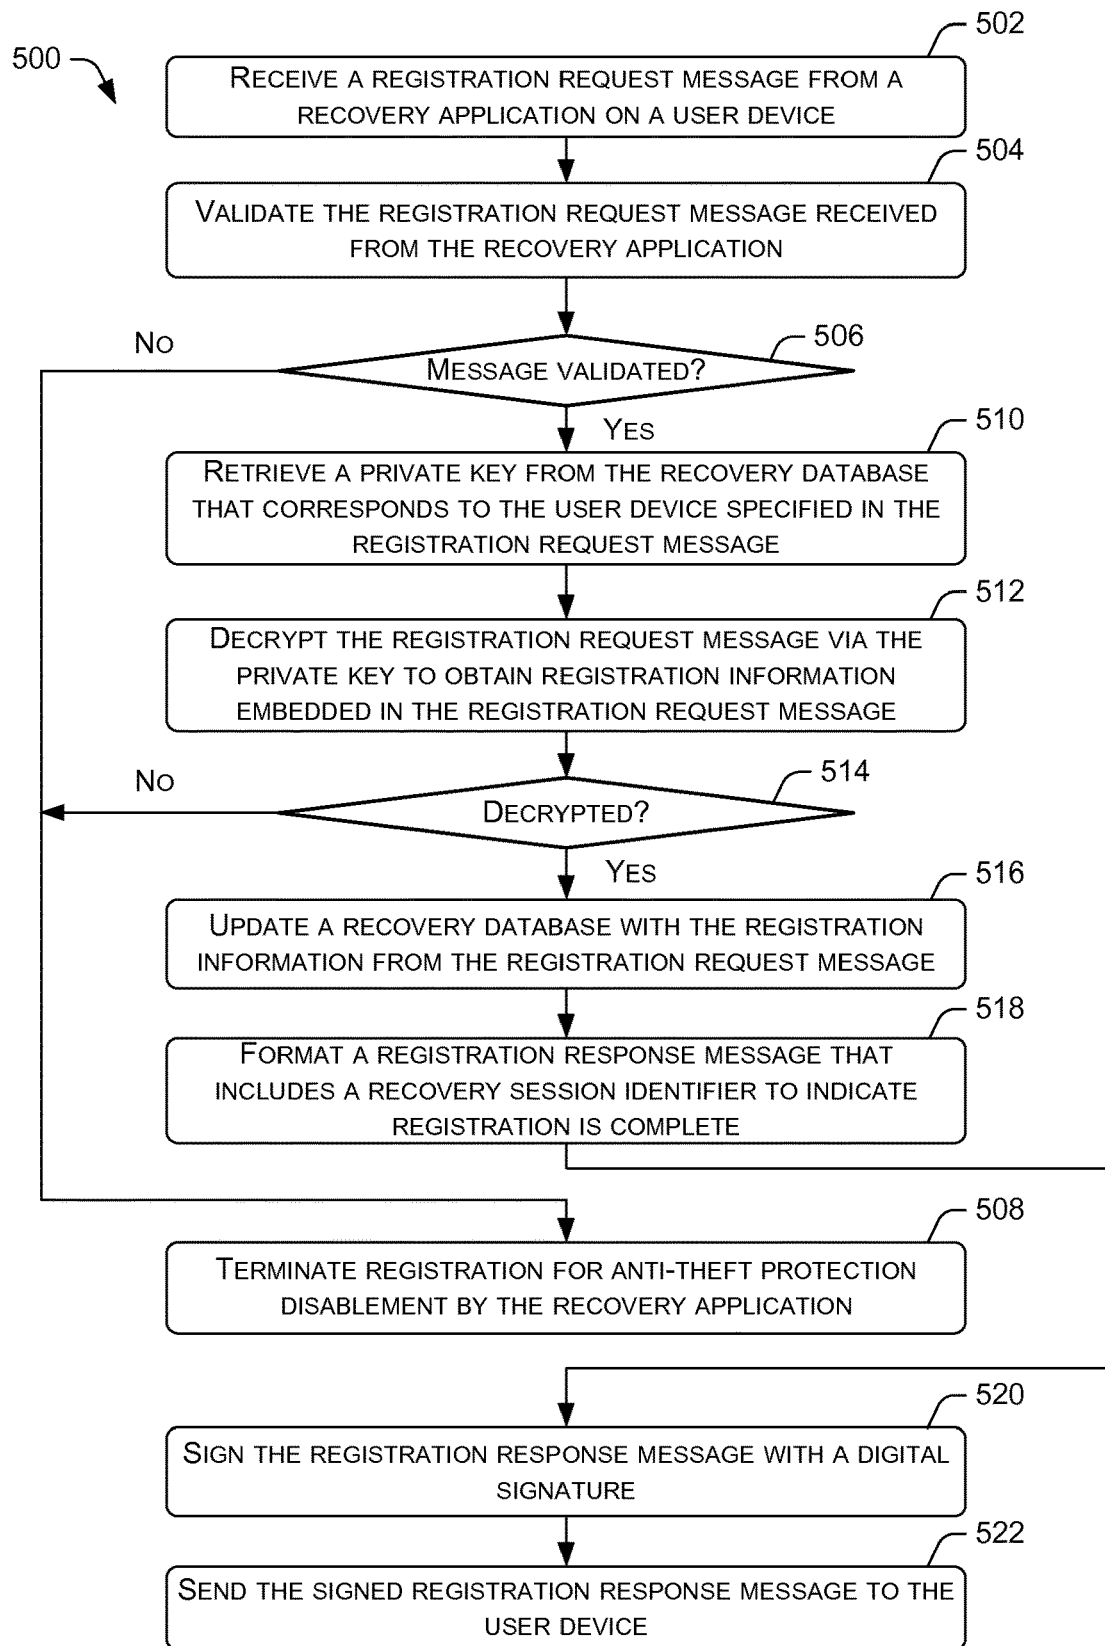 502
500
RECEIVE A REGISTRATION REQUEST MESSAGE FROM A
RECOVERY APPLICATION ON A USER DEVICE
504
VALIDATE THE REGISTRATION REQUEST MESSAGE RECEIVED
FROM THE RECOVERY APPLICATION
NO
506
MESSAGE VALIDATED?
YES
510
RETRIEVE A PRIVATE KEY FROM THE RECOVERY DATABASE
THAT CORRESPONDS TO THE USER DEVICE SPECIFIED IN THE
REGISTRATION REQUEST MESSAGE
512
DECRYPT THE REGISTRATION REQUEST MESSAGE VIA THE
PRIVATE KEY TO OBTAIN REGISTRATION INFORMATION
EMBEDDED IN THE REGISTRATION REQUEST MESSAGE
NO
514
DECRYPTED?
YES
516
UPDATE A RECOVERY DATABASE WITH THE REGISTRATION
INFORMATION FROM THE REGISTRATION REQUEST MESSAGE
518
FORMAT A REGISTRATION RESPONSE MESSAGE THAT
INCLUDES A RECOVERY SESSION IDENTIFIER TO INDICATE
REGISTRATION IS COMPLETE
508
TERMINATE REGISTRATION FOR ANTI-THEFT PROTECTION
DISABLEMENT BY THE RECOVERY APPLICATION
520
SIGN THE REGISTRATION RESPONSE MESSAGE WITH A DIGITAL
SIGNATURE
522
SEND THE SIGNED REGISTRATION RESPONSE MESSAGE TO THE
USER DEVICE